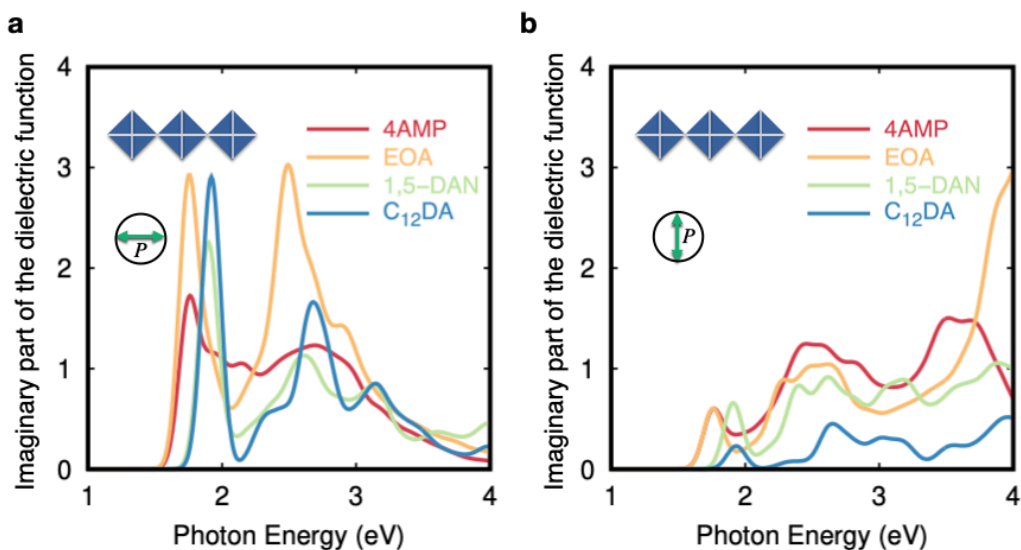 a
Imaginary part of the dielectric function
4
3
2
1
0
1
2
3
4
Photon Energy (eV)
4AMP
EOA
1,5-DAN
C₁₂DA
P
b
Imaginary part of the dielectric function
4
3
2
1
0
1
2
3
4
Photon Energy (eV)
4AMP
EOA
1,5-DAN
C₁₂DA
P